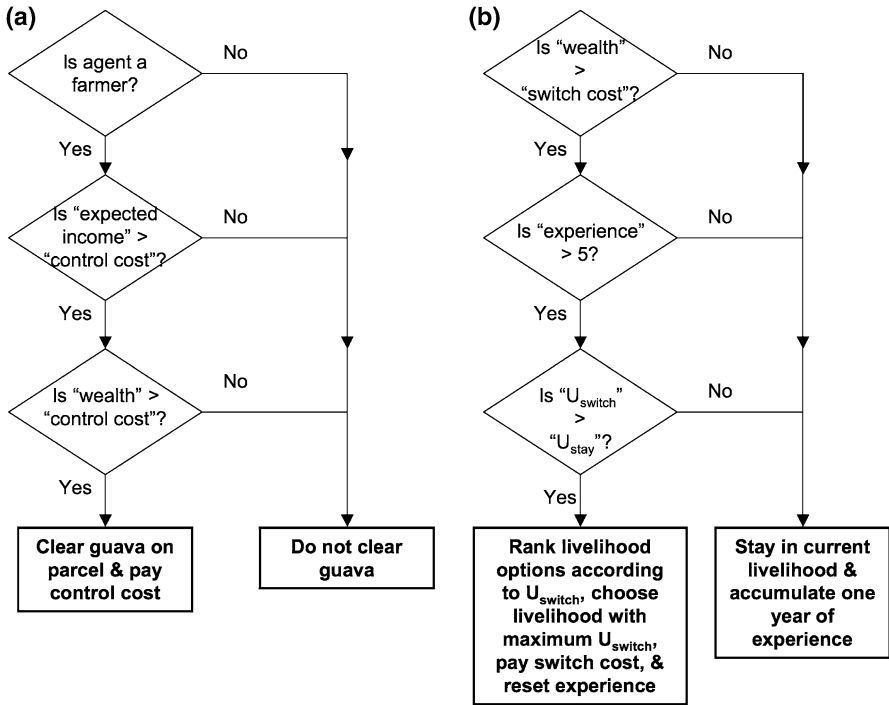 (a)
Is agent a
farmer?
No
Yes
Is “expected
income” >
“control cost”?
No
Yes
Is “wealth” >
“control cost”?
No
Yes
Clear guava on
parcel & pay
control cost
Do not clear
guava
(b)
Is “wealth”
>
“switch cost”?
No
Yes
Is “experience”
> 5?
No
Yes
Is “Uswitch”
>
“Ustay”?
No
Yes
Rank livelihood
options according
to Uswitch, choose
livelihood with
maximum Uswitch,
pay switch cost, &
reset experience
Stay in current
livelihood &
accumulate one
year of
experience